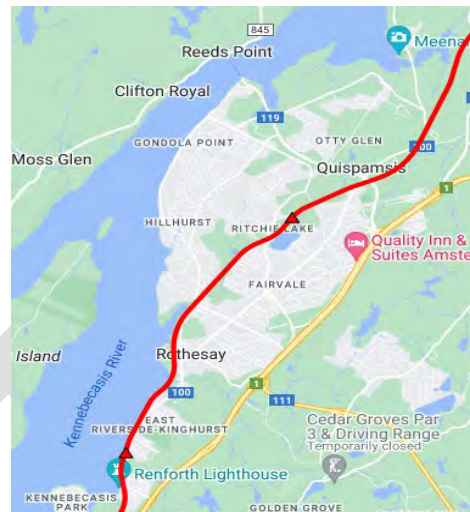 845
Reeds Point
Meena
Clifton Royal
119
GONDOLA POINT
OTTY GLEN
100
Moss Glen
Quispamsis
1
HILLHURST
RITCHIE LAKE
Quality Inn &
Suites Amste
FAIRVALE
Island
Rothesay
Kennebecasis River
100
1
111
EAST
RIVERSIDE-KINGHURST
Cedar Groves Par
3 & Driving Range
Temporarily closed
Renforth Lighthouse
KENNEBECASIS
PARK
GOLDEN GROVE